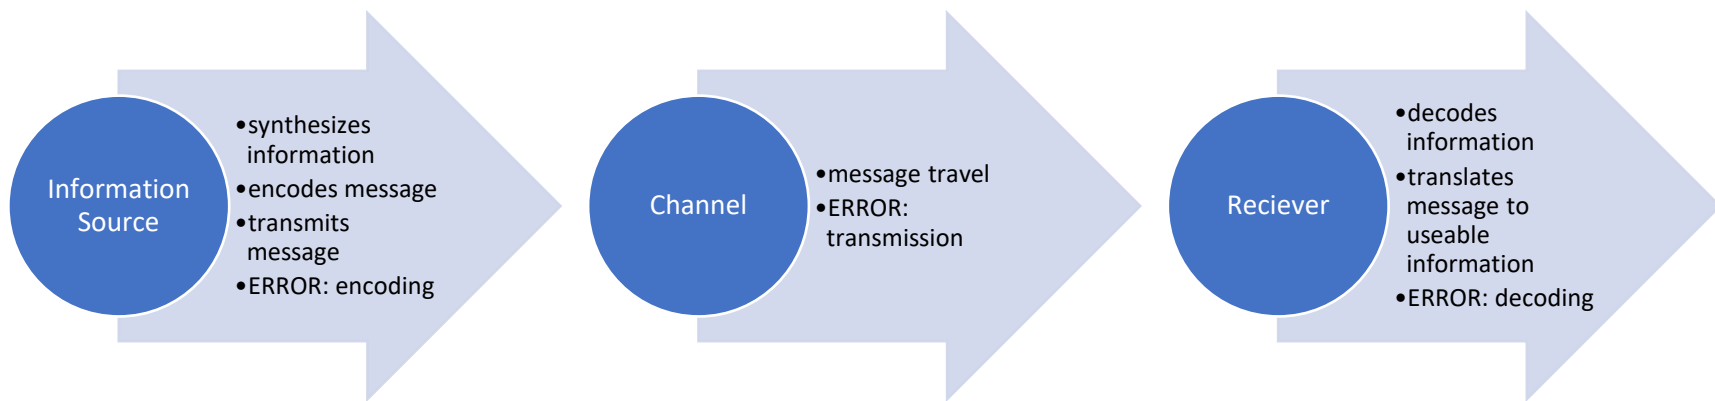 Information
Source
•synthesizes
information
•encodes message
•transmits
message
•ERROR: encoding
Channel
•message travel
•ERROR:
transmission
Reciever
•decodes
information
•translates
message to
useable
information
•ERROR: decoding